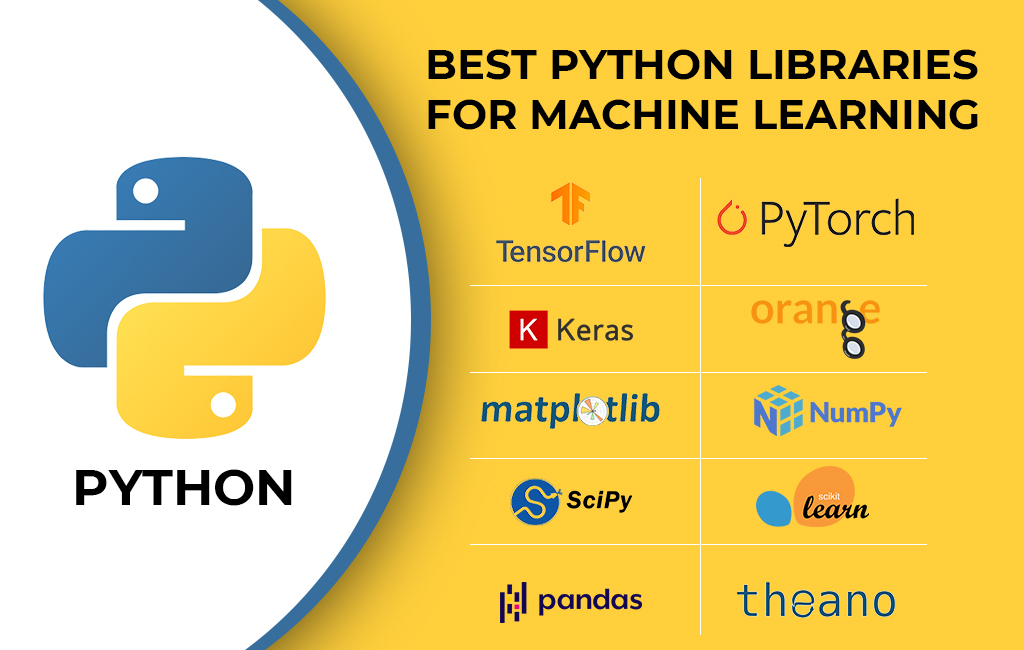 BEST PYTHON LIBRARIES
FOR MACHINE LEARNING
PYTHON
TensorFlow
PyTorch
K Keras
orange
matplotlib
NumPy
SciPy
scikit
learn
pandas
theano